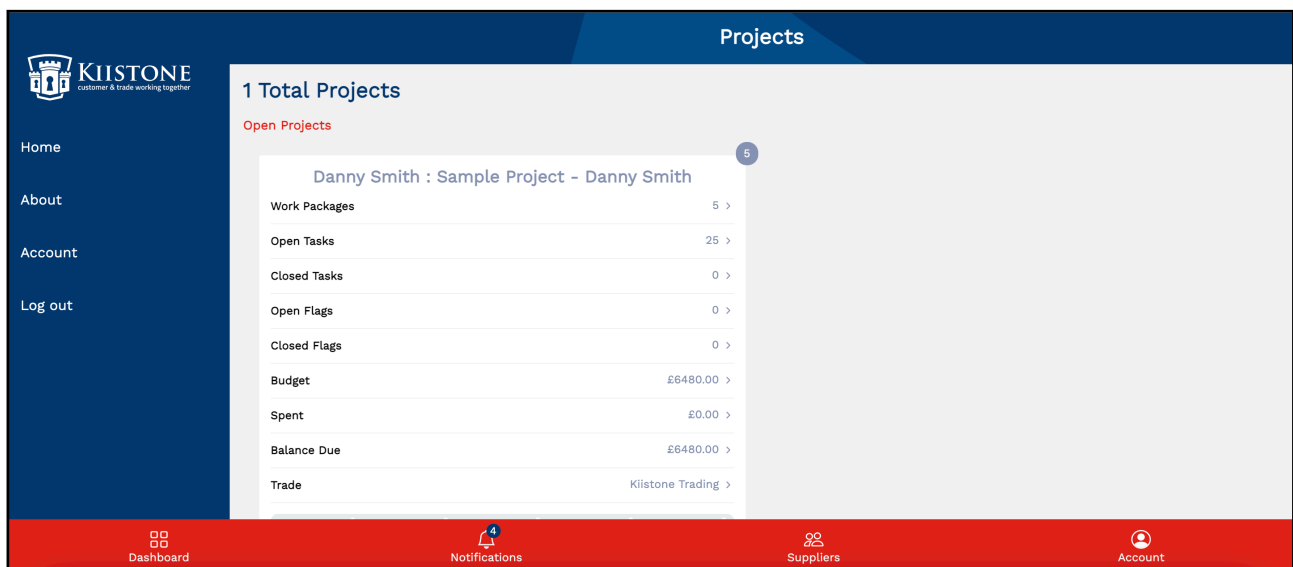 Projects
KIISTONE
customer & trade working together
Home
About
Account
Log out
1 Total Projects
Open Projects
5
Danny Smith : Sample Project - Danny Smith
Work Packages 5 >
Open Tasks 25 >
Closed Tasks 0 >
Open Flags 0 >
Closed Flags 0 >
Budget £6480.00 >
Spent £0.00 >
Balance Due £6480.00 >
Trade Kiistone Trading >
4
Dashboard Notifications Suppliers Account